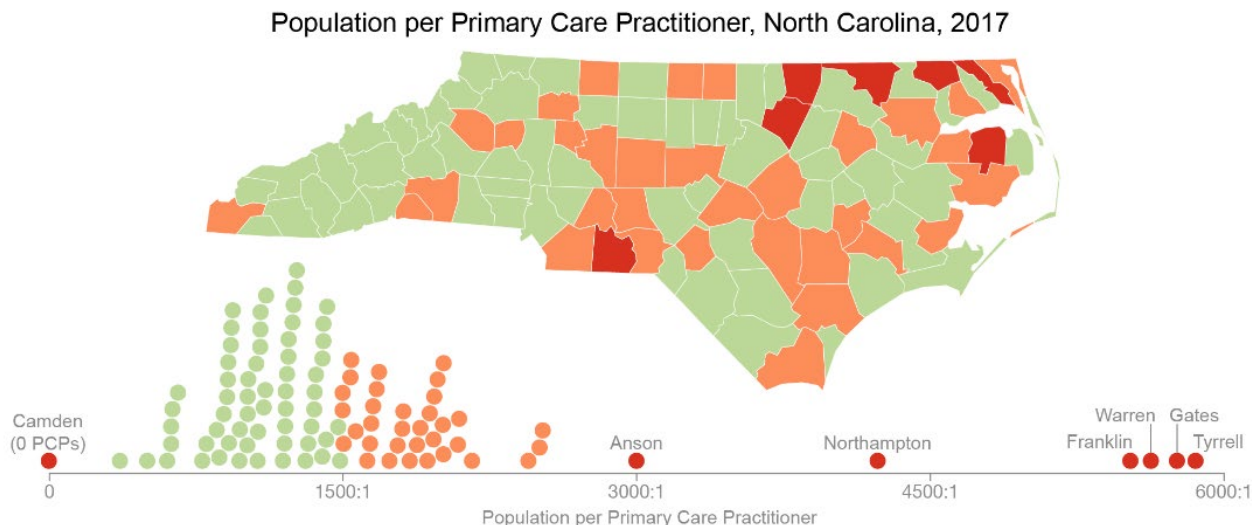 Population per Primary Care Practitioner, North Carolina, 2017
Camden
(0 PCPs)
Anson
Northampton
Warren
Gates
Franklin
Tyrrell
0
1500:1
3000:1
4500:1
6000:1
Population per Primary Care Practitioner